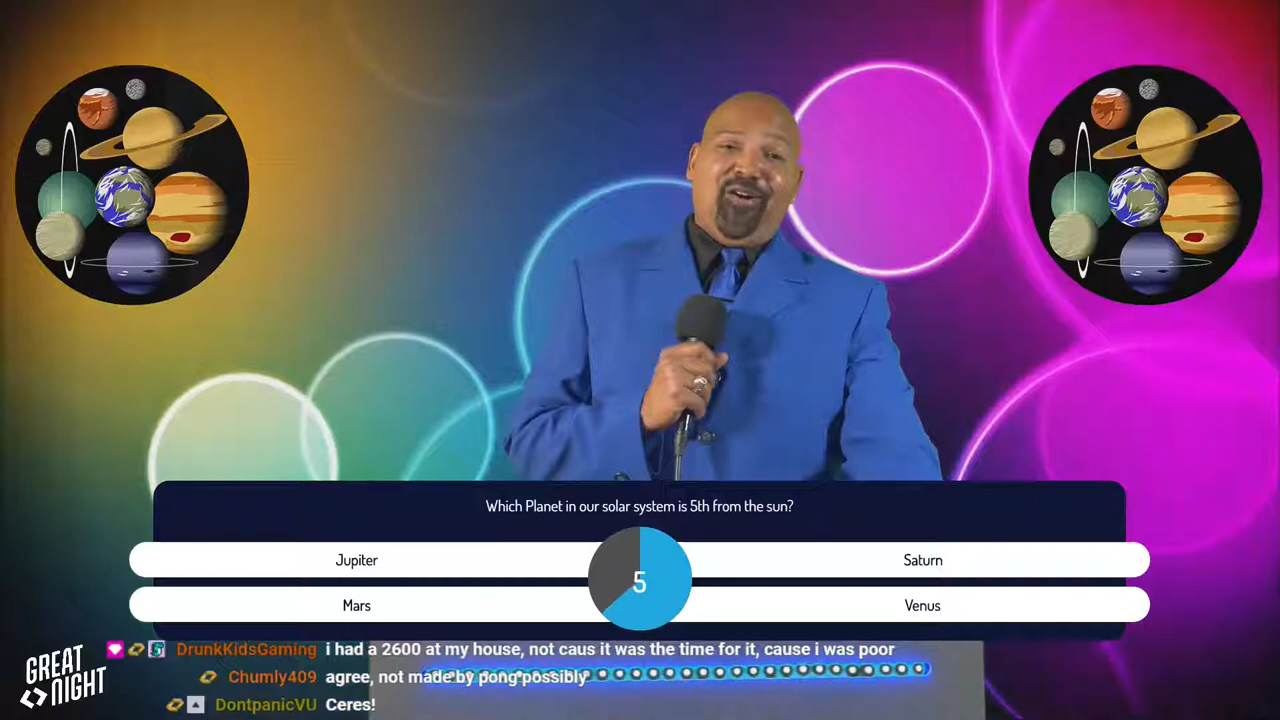 Which Planet in our solar system is 5th from the sun?
Jupiter
Saturn
5
Mars
Venus
DrunkKidsGaming i had a 2600 at my house, not caus it was the time for it, cause i was poor
Chumly409 agree, not made by pong possibly
DontpanicVU Ceres!
GREAT
NIGHT